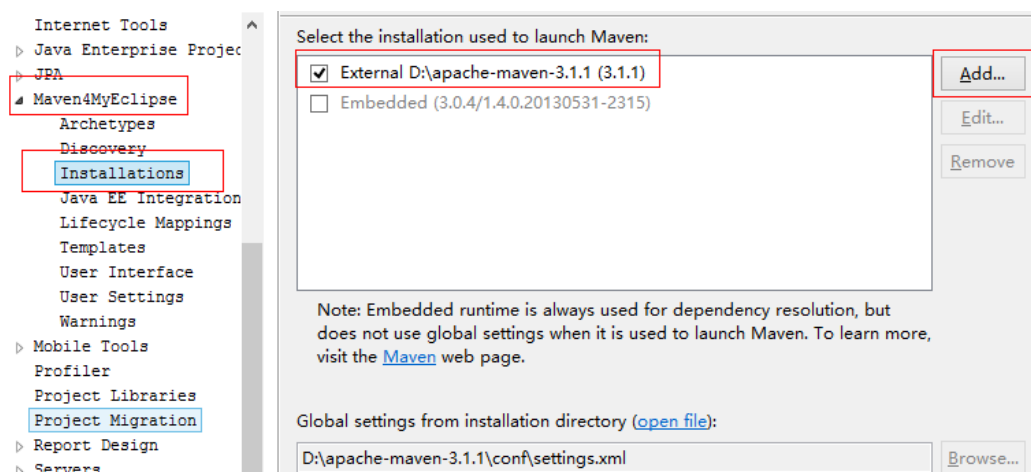 Internet Tools
Java Enterprise Projec
JPA
Maven4MyEclipse
Archetypes
Discovery
Installations
Java EE Integration
Lifecycle Mappings
Templates
User Interface
User Settings
Warnings
Mobile Tools
Profiler
Project Libraries
Project Migration
Report Design
Servers
Select the installation used to launch Maven:
External D:\apache-maven-3.1.1 (3.1.1)
Embedded (3.0.4/1.4.0.20130531-2315)
Add...
Edit...
Remove
Note: Embedded runtime is always used for dependency resolution, but
does not use global settings when it is used to launch Maven. To learn more,
visit the Maven web page.
Global settings from installation directory (open file):
D:\apache-maven-3.1.1\conf\settings.xml
Browse...